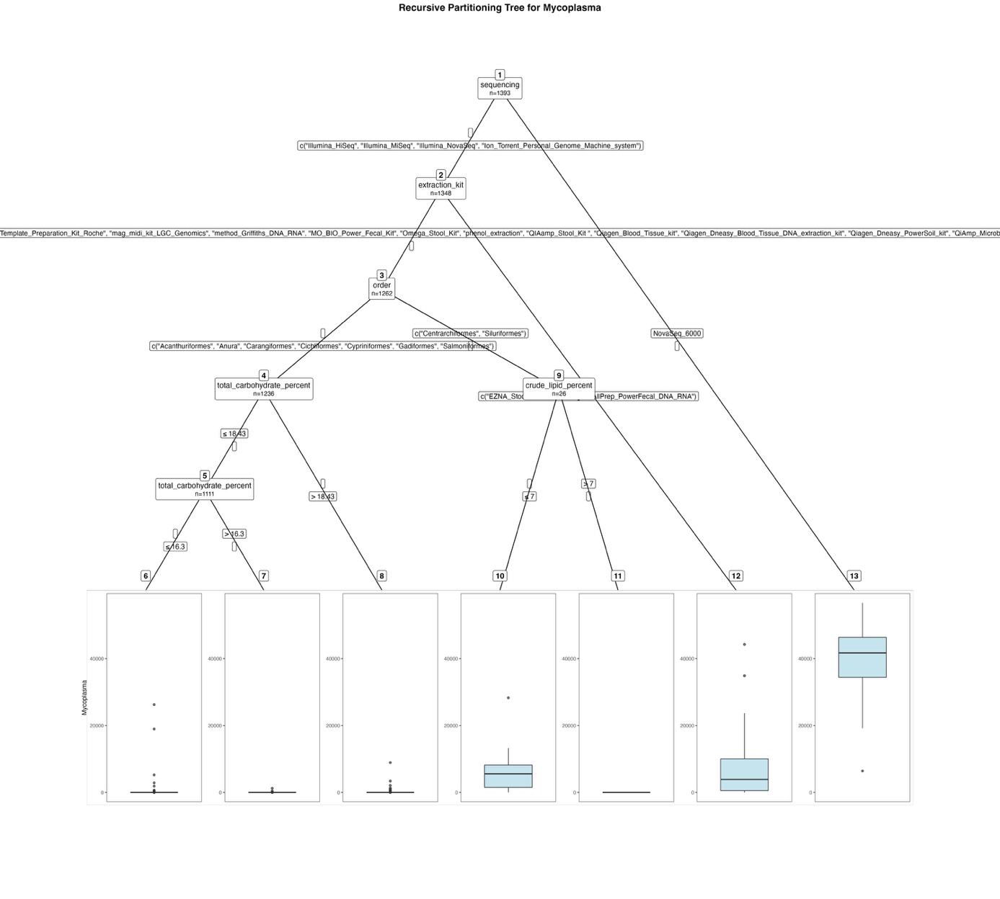 Recursive Partitioning Tree for Mycoplasma
1
sequencing
n=1393
c("Illumina_HiSeq", "Illumina_MiSeq", "Illumina_NovaSeq", "Ion_Torrent_Personal_Genome_Machine_system")
2
extraction_kit
n=1348
Template_Preparation_Kit_Roche", "mag_midi_kit_LGC_Genomics", "method_Griffiths_DNA_RNA", "MO_BIO_Power_Fecal_Kit", "Omega_Stool_Kit", "phenol_extraction", "QIAamp_Stool_Kit ", "Qiagen_Blood_Tissue_kit", "Qiagen_Dneasy_Blood_Tissue_DNA_extraction_kit", "Qiagen_Dneasy_PowerSoil_kit", "QiAmp_Microb
3
order
n=1262
c("Centrarchiformes", "Siluriformes")
NovaSeq_6000
c("Acanthuriformes", "Anura", "Carangiformes", "Cichliformes", "Cypriniformes", "Gadiformes", "Salmoniformes")
4
total_carbohydrate_percent
n=1236
9
crude_lipid_percent
n=26
c("EZNA_Stoo
AllPrep_PowerFecal_DNA_RNA")
≤ 18.43
5
total_carbohydrate_percent
n=1111
> 18.43
> 7
≤ 7
> 16.3
≤ 16.3
6
7
8
10
11
12
13
Mycoplasma
40000
20000
0
40000
20000
0
40000
20000
0
40000
20000
0
40000
20000
0
40000
20000
0
40000
20000
0